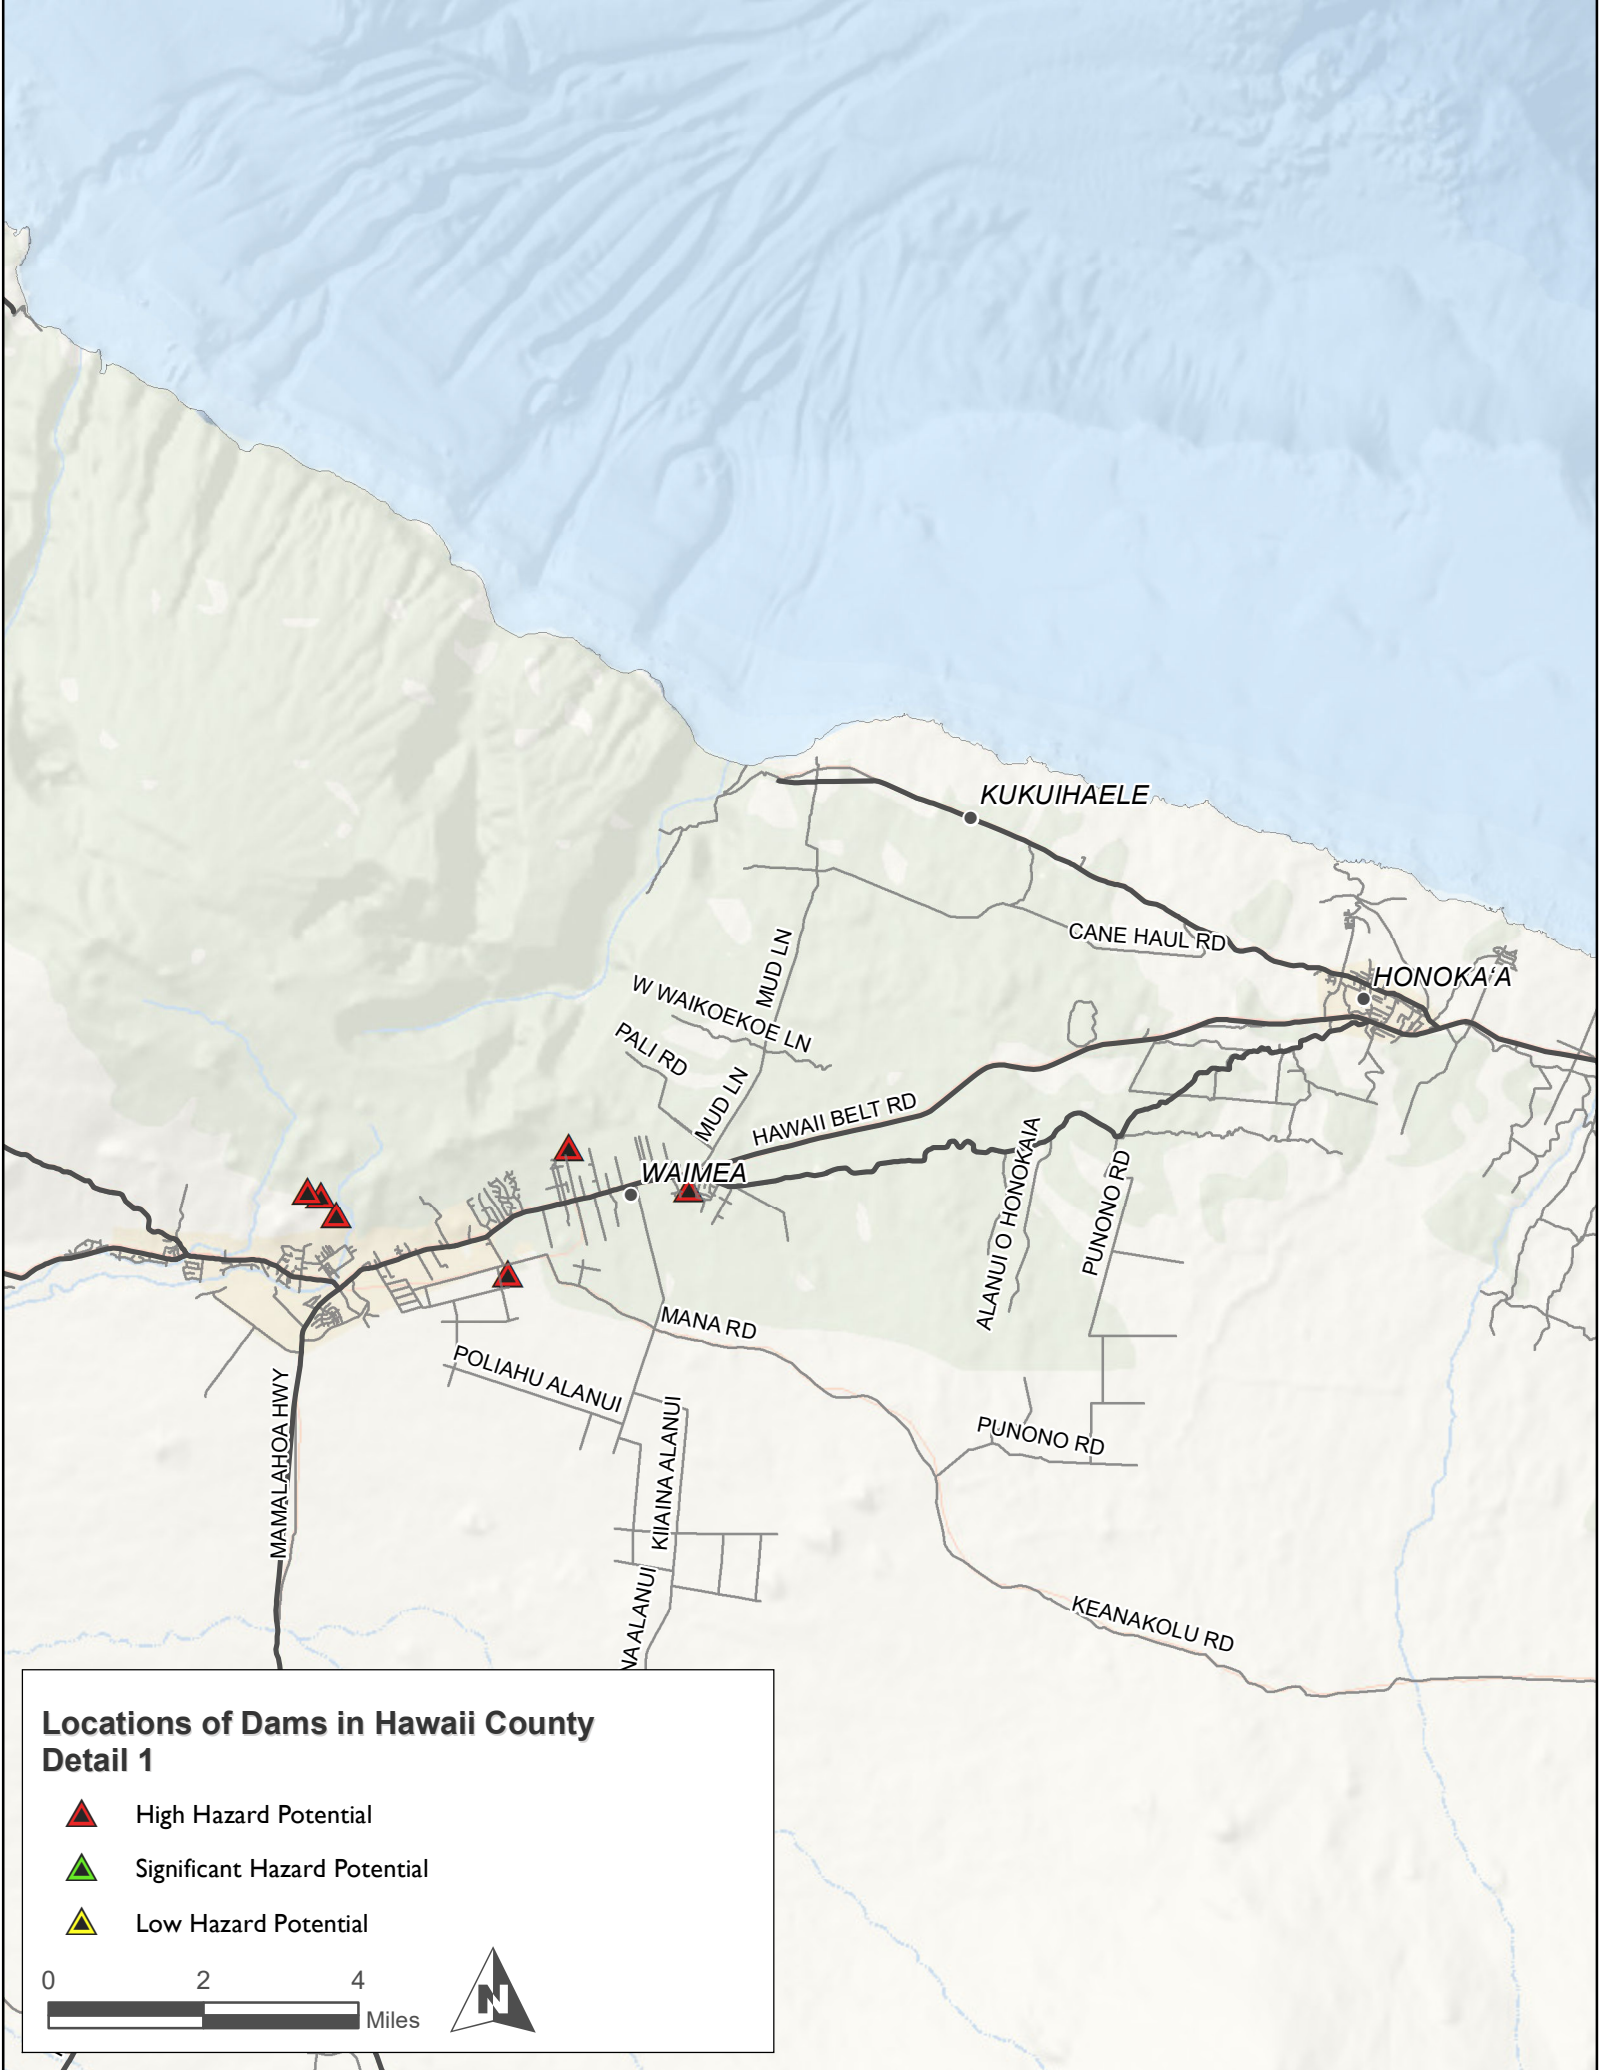 KUKUIHAELE
CANE HAUL RD
HONOKAʻA
MUD LN
W WAIKOEKOE LN
PALI RD
MUD LN
HAWAII BELT RD
WAIMEA
ALANUI O HONOKAIA
PUNONO RD
MANA RD
POLIAHU ALANUI
MAMALAHOA HWY
KIIAINA ALANUI
PUNONO RD
NA ALANUI
KEANAKOLU RD
Locations of Dams in Hawaii County
Detail 1
High Hazard Potential
Significant Hazard Potential
Low Hazard Potential
0 2 4
Miles
N